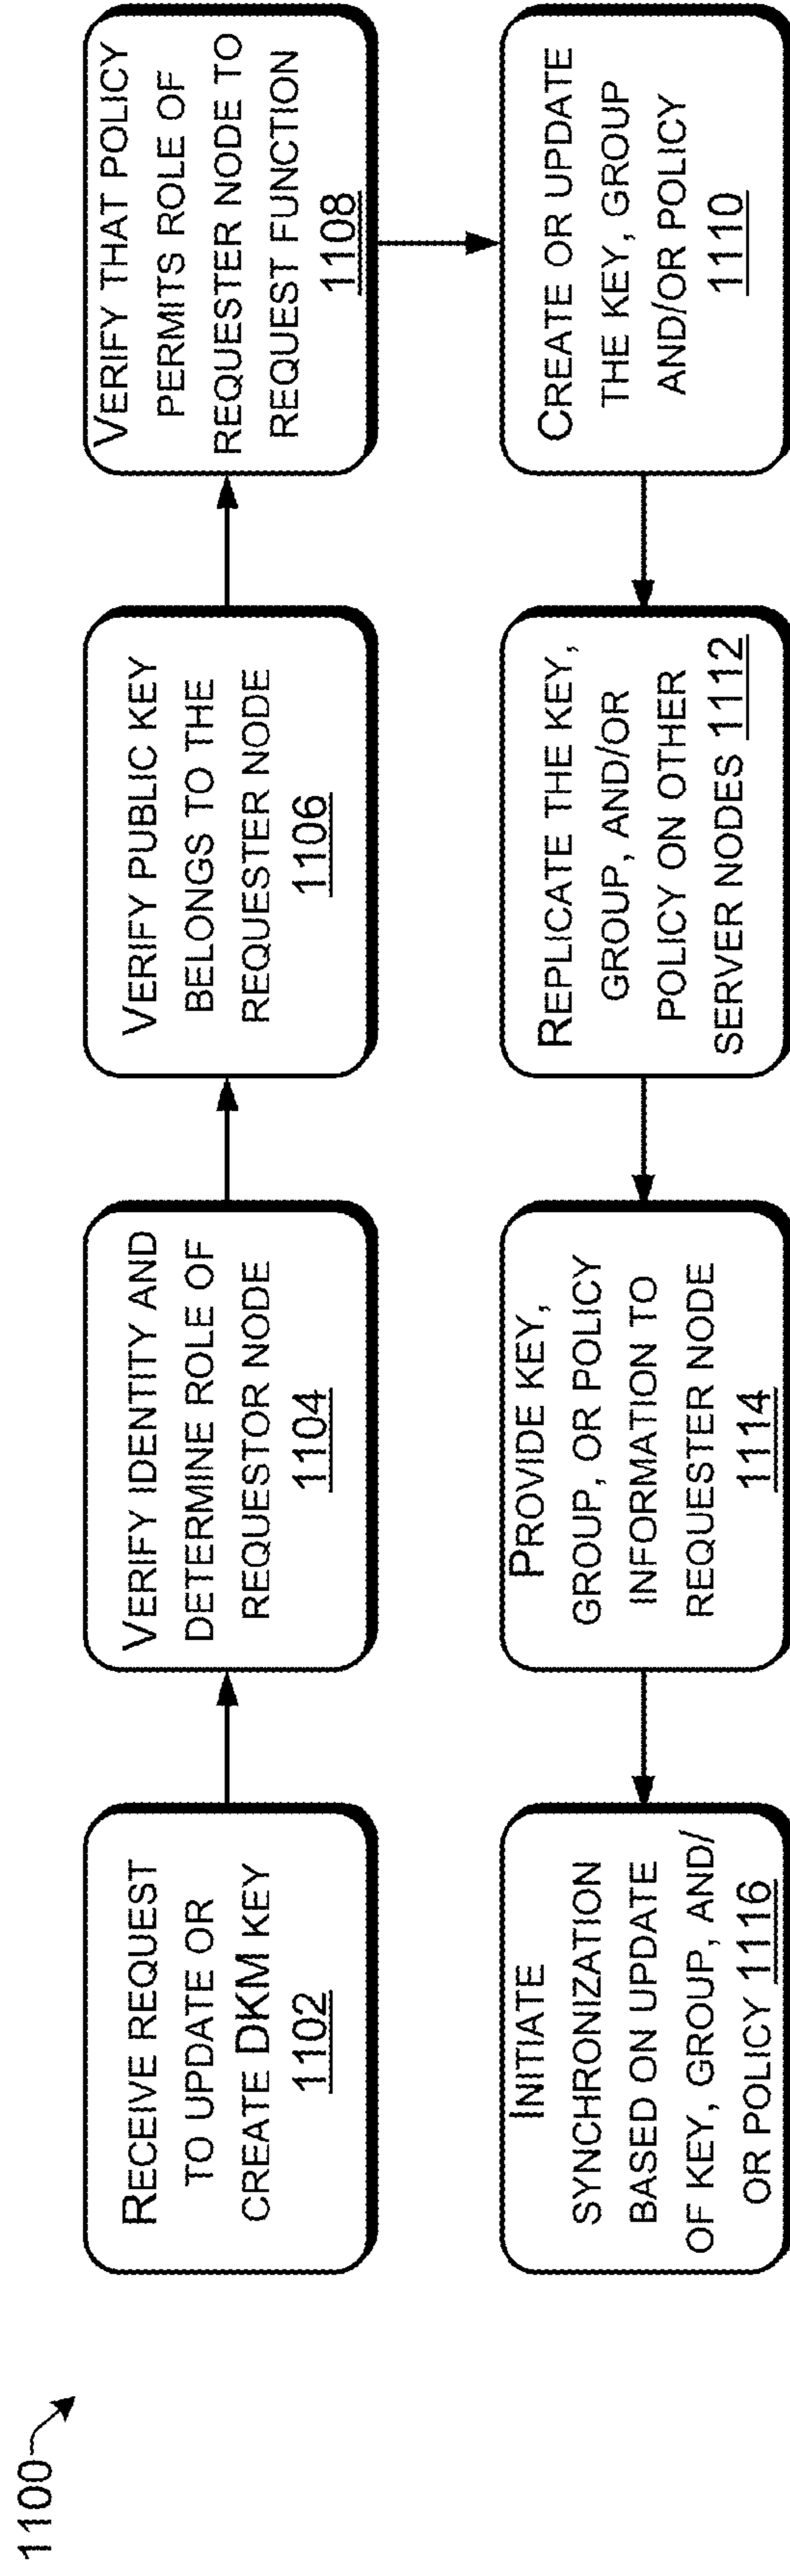 1100
RECEIVE REQUEST
TO UPDATE OR
CREATE DKM KEY
1102
VERIFY IDENTITY AND
DETERMINE ROLE OF
REQUESTOR NODE
1104
VERIFY PUBLIC KEY
BELONGS TO THE
REQUESTER NODE
1106
VERIFY THAT POLICY
PERMITS ROLE OF
REQUESTER NODE TO
REQUEST FUNCTION
1108
CREATE OR UPDATE
THE KEY, GROUP
AND/OR POLICY
1110
REPLICATE THE KEY,
GROUP, AND/OR
POLICY ON OTHER
SERVER NODES 1112
PROVIDE KEY,
GROUP, OR POLICY
INFORMATION TO
REQUESTER NODE
1114
INITIATE
SYNCHRONIZATION
BASED ON UPDATE
OF KEY, GROUP, AND/
OR POLICY 1116